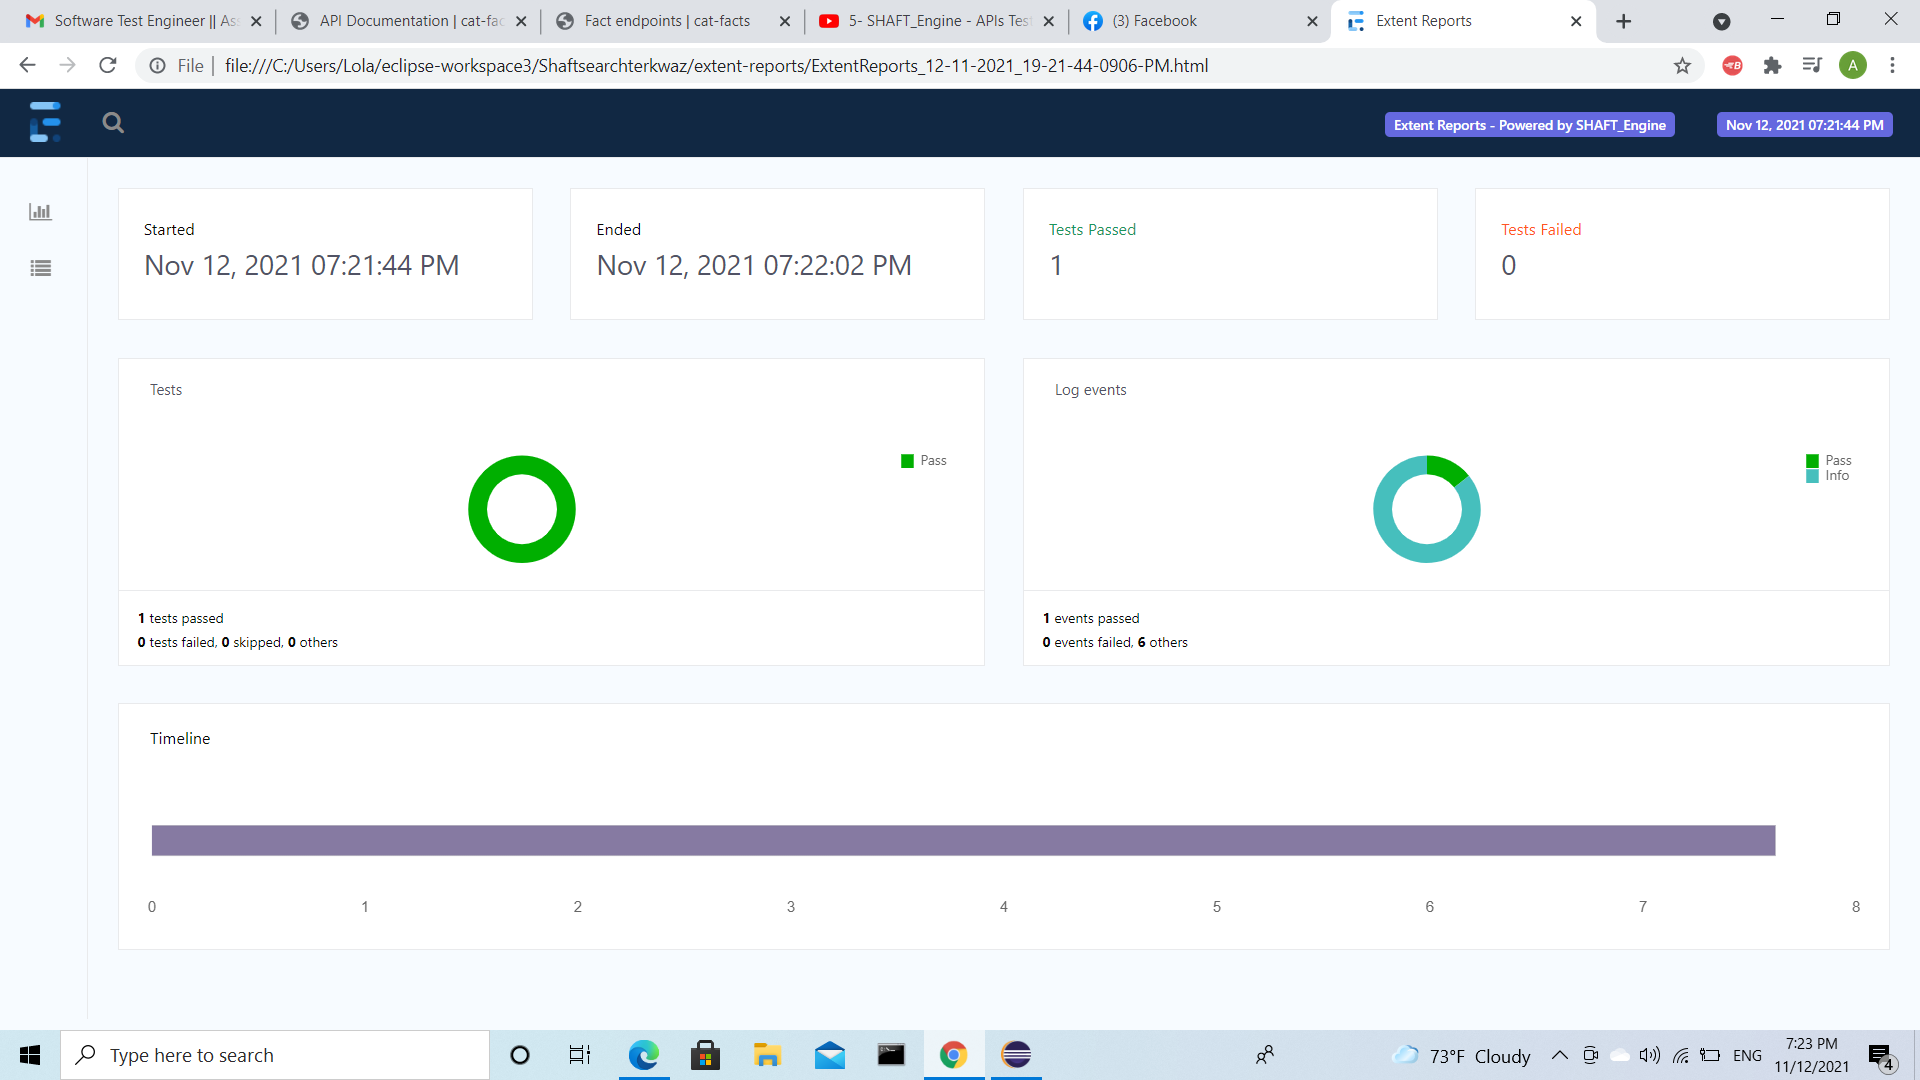 Software Test Engineer || As
API Documentation | cat-fac
Fact endpoints | cat-facts
5- SHAFT_Engine - APIs Test
(3) Facebook
Extent Reports
File
file:///C:/Users/Lola/eclipse-workspace3/Shaftsearchterkwaz/extent-reports/ExtentReports_12-11-2021_19-21-44-0906-PM.html
A
Extent Reports - Powered by SHAFT_Engine
Nov 12, 2021 07:21:44 PM
Started
Nov 12, 2021 07:21:44 PM
Ended
Nov 12, 2021 07:22:02 PM
Tests Passed
1
Tests Failed
0
Tests
Pass
1 tests passed
0 tests failed, 0 skipped, 0 others
Log events
Pass
Info
1 events passed
0 events failed, 6 others
Timeline
0 1 2 3 4 5 6 7 8
Type here to search
73°F Cloudy
ENG
7:23 PM
11/12/2021
4